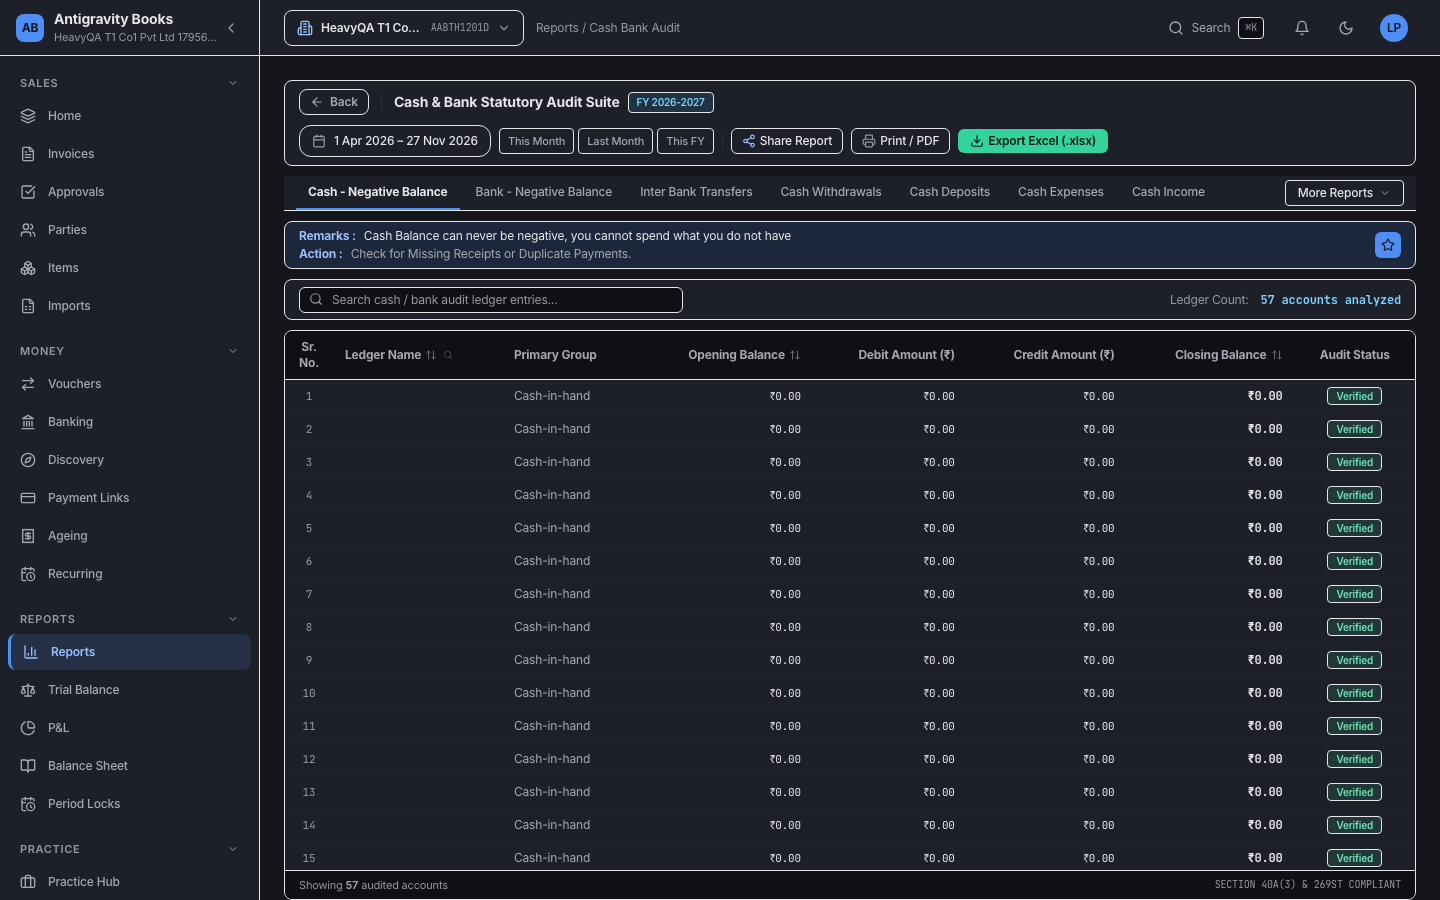 AB
Antigravity Books
HeavyQA T1 Co1 Pvt Ltd 17956...
SALES
Home
Invoices
Approvals
Parties
Items
Imports
MONEY
Vouchers
Banking
Discovery
Payment Links
Ageing
Recurring
REPORTS
Reports
Trial Balance
P&L
Balance Sheet
Period Locks
PRACTICE
Practice Hub
HeavyQA T1 Co... AABTH1201D
Reports / Cash Bank Audit
Search ⌘K
LP
Back
Cash & Bank Statutory Audit Suite
FY 2026-2027
1 Apr 2026 – 27 Nov 2026
This Month
Last Month
This FY
Share Report
Print / PDF
Export Excel (.xlsx)
Cash - Negative Balance
Bank - Negative Balance
Inter Bank Transfers
Cash Withdrawals
Cash Deposits
Cash Expenses
Cash Income
More Reports
Remarks : Cash Balance can never be negative, you cannot spend what you do not have
Action : Check for Missing Receipts or Duplicate Payments.
Search cash / bank audit ledger entries...
Ledger Count: 57 accounts analyzed
Sr. No. Ledger Name Primary Group Opening Balance Debit Amount (₹) Credit Amount (₹) Closing Balance Audit Status
1 Cash-in-hand ₹0.00 ₹0.00 ₹0.00 ₹0.00 Verified
2 Cash-in-hand ₹0.00 ₹0.00 ₹0.00 ₹0.00 Verified
3 Cash-in-hand ₹0.00 ₹0.00 ₹0.00 ₹0.00 Verified
4 Cash-in-hand ₹0.00 ₹0.00 ₹0.00 ₹0.00 Verified
5 Cash-in-hand ₹0.00 ₹0.00 ₹0.00 ₹0.00 Verified
6 Cash-in-hand ₹0.00 ₹0.00 ₹0.00 ₹0.00 Verified
7 Cash-in-hand ₹0.00 ₹0.00 ₹0.00 ₹0.00 Verified
8 Cash-in-hand ₹0.00 ₹0.00 ₹0.00 ₹0.00 Verified
9 Cash-in-hand ₹0.00 ₹0.00 ₹0.00 ₹0.00 Verified
10 Cash-in-hand ₹0.00 ₹0.00 ₹0.00 ₹0.00 Verified
11 Cash-in-hand ₹0.00 ₹0.00 ₹0.00 ₹0.00 Verified
12 Cash-in-hand ₹0.00 ₹0.00 ₹0.00 ₹0.00 Verified
13 Cash-in-hand ₹0.00 ₹0.00 ₹0.00 ₹0.00 Verified
14 Cash-in-hand ₹0.00 ₹0.00 ₹0.00 ₹0.00 Verified
15 Cash-in-hand ₹0.00 ₹0.00 ₹0.00 ₹0.00 Verified
Showing 57 audited accounts
SECTION 40A(3) & 269ST COMPLIANT